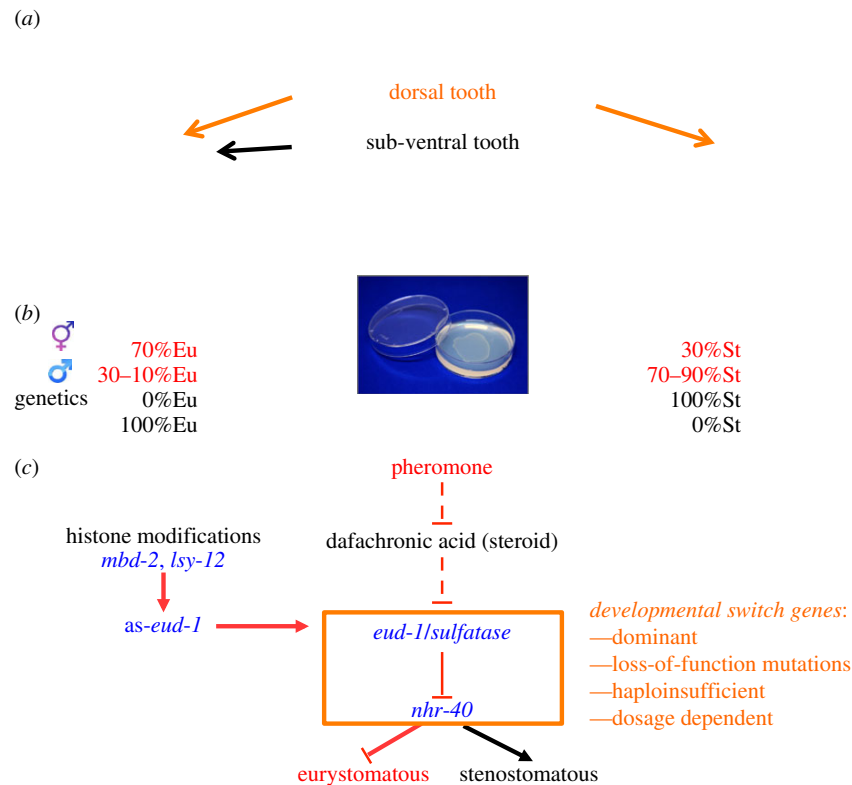 (a)
dorsal tooth
sub-ventral tooth
(b)
70%Eu 30%St
30–10%Eu 70–90%St
genetics 0%Eu 100%St
100%Eu 0%St
(c)
pheromone
histone modifications
mbd-2, lsy-12
dafachronic acid (steroid)
as-eud-1
eud-1/sulfatase
nhr-40
developmental switch genes:
—dominant
—loss-of-function mutations
—haploinsufficient
—dosage dependent
eurystomatous
stenostomatous